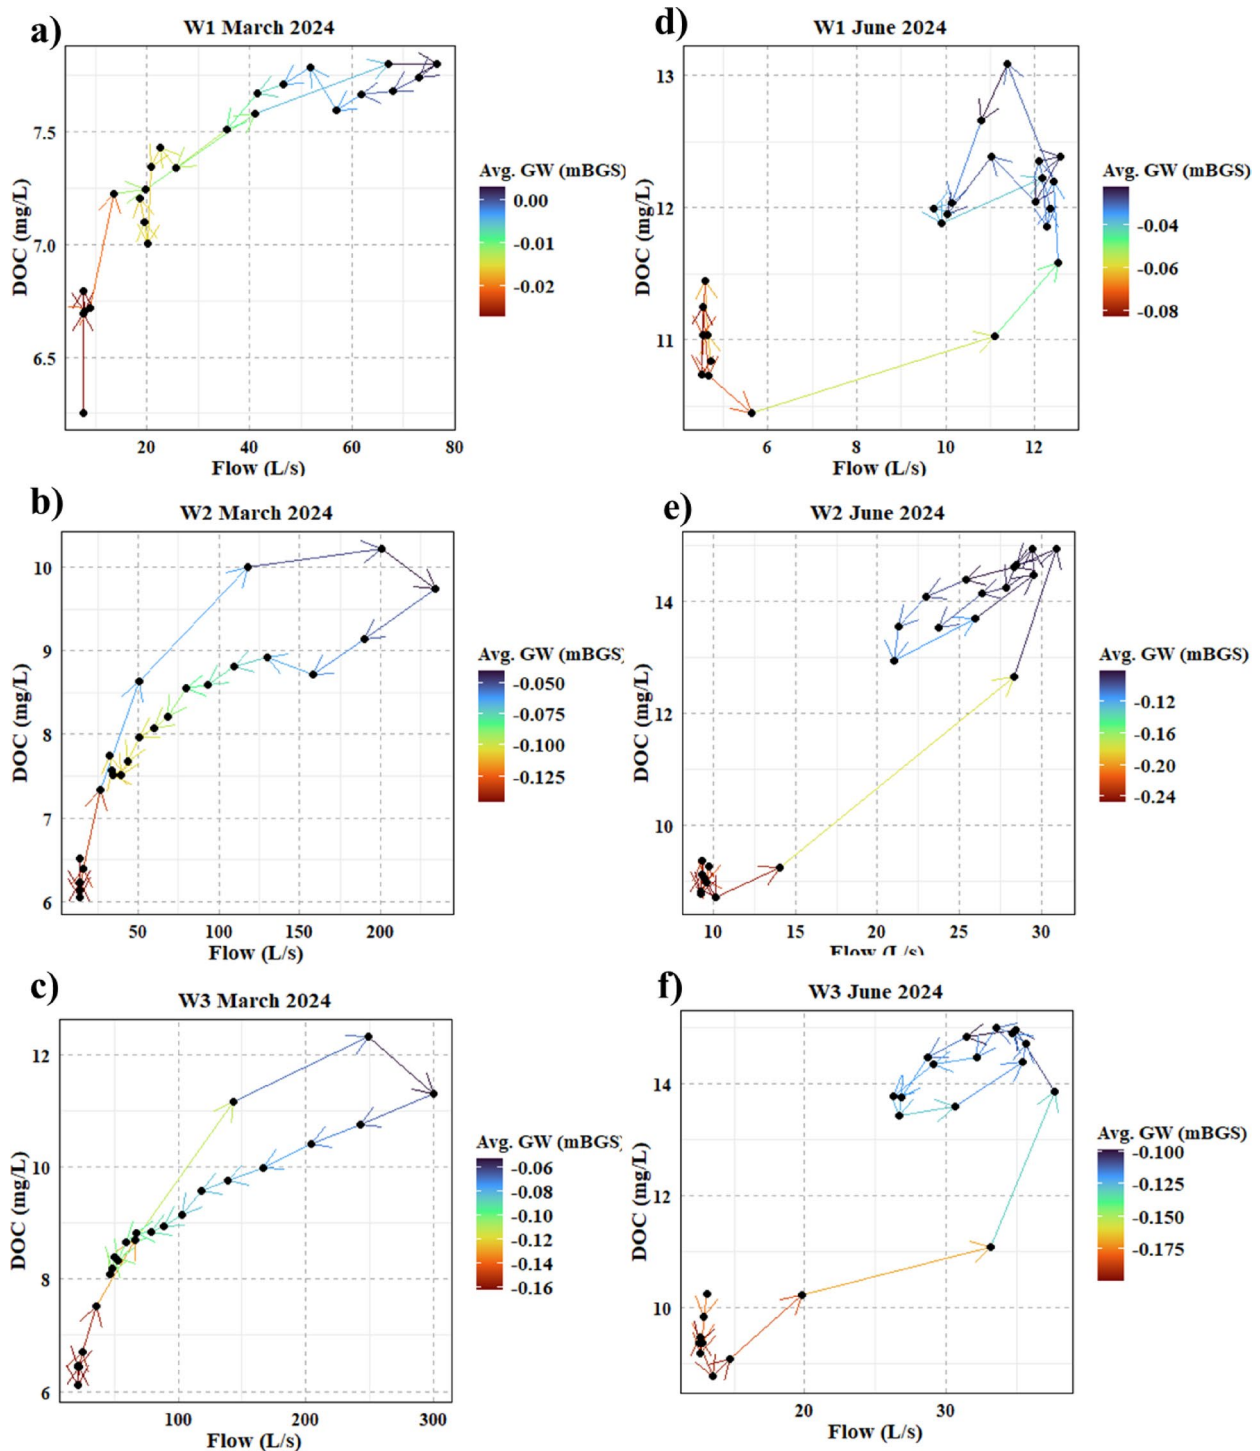 a)
W1 March 2024
DOC (mg/L)
7.5
7.0
6.5
20 40 60 80
Flow (L/s)
Avg. GW (mBGS)
0.00
-0.01
-0.02
d)
W1 June 2024
DOC (mg/L)
13
12
11
6 8 10 12
Flow (L/s)
Avg. GW (mBGS)
-0.04
-0.06
-0.08
b)
W2 March 2024
DOC (mg/L)
10
9
8
7
6
50 100 150 200
Flow (L/s)
Avg. GW (mBGS)
-0.050
-0.075
-0.100
-0.125
e)
W2 June 2024
DOC (mg/L)
14
12
10
10 15 20 25 30
Flow (L/s)
Avg. GW (mBGS)
-0.12
-0.16
-0.20
-0.24
c)
W3 March 2024
DOC (mg/L)
12
10
8
6
100 200 300
Flow (L/s)
Avg. GW (mBGS)
-0.06
-0.08
-0.10
-0.12
-0.14
-0.16
f)
W3 June 2024
DOC (mg/L)
14
12
10
20 30
Flow (L/s)
Avg. GW (mBGS)
-0.100
-0.125
-0.150
-0.175